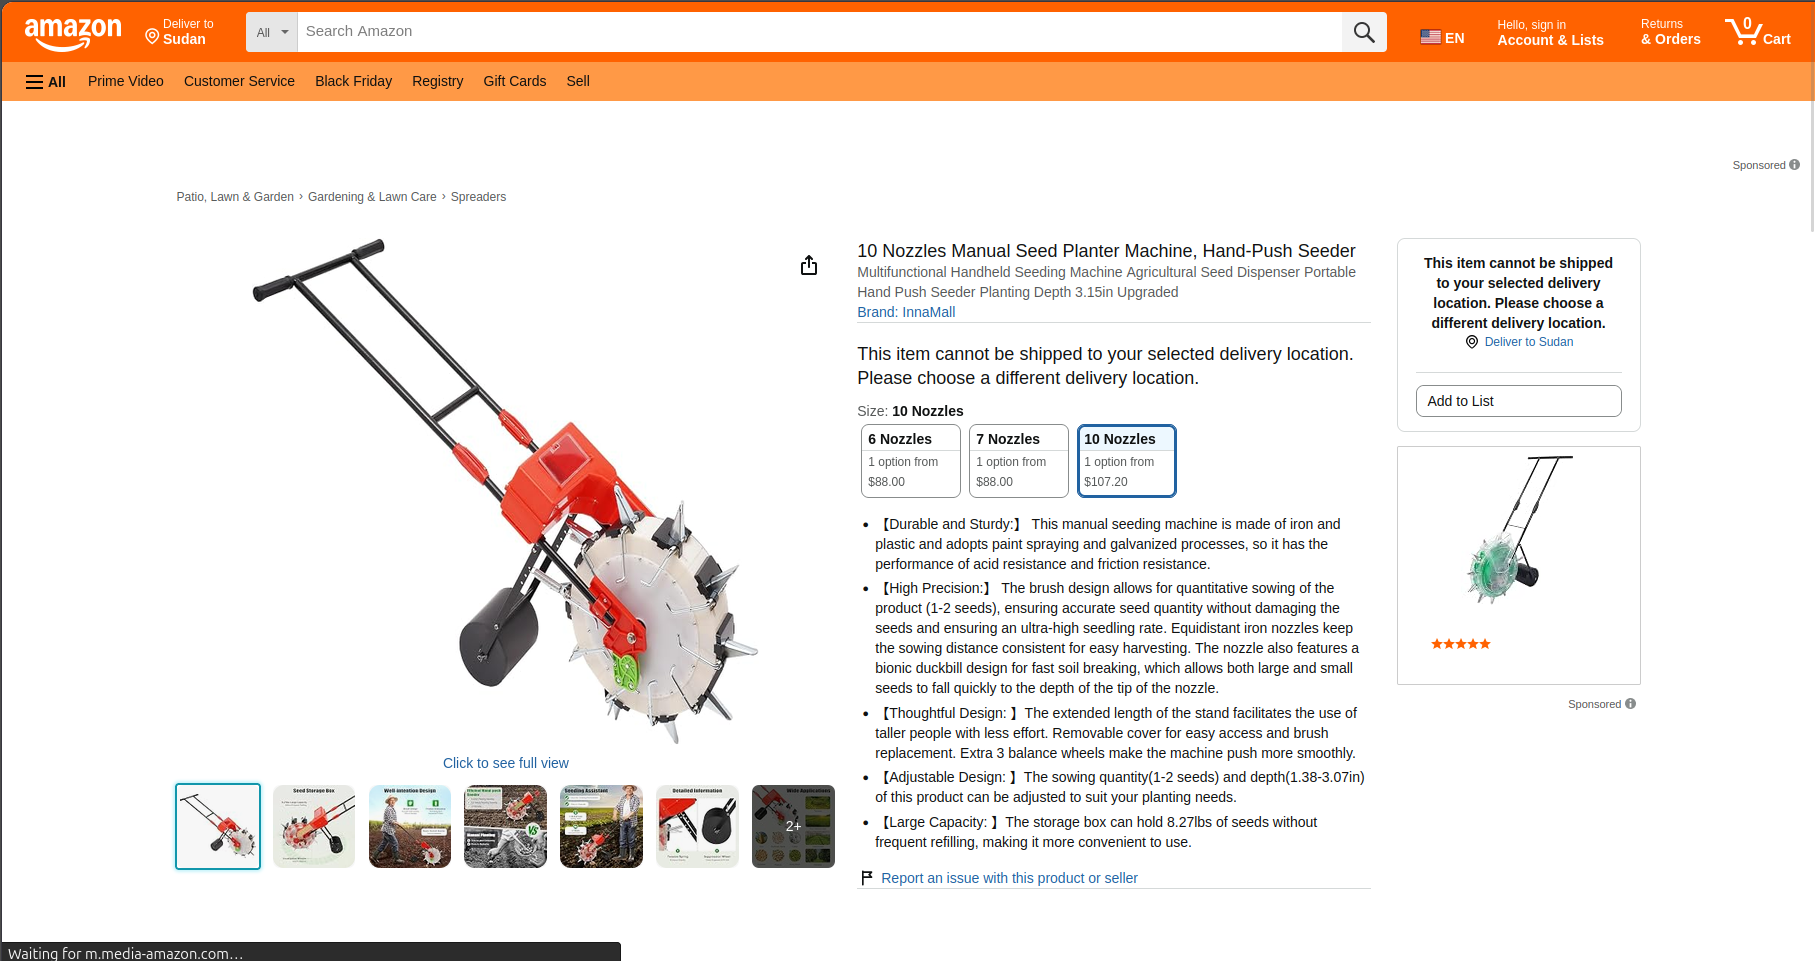 amazon
Deliver to
Sudan
All
Search Amazon
EN
Hello, sign in
Account & Lists
Returns
& Orders
0
Cart
All
Prime Video
Customer Service
Black Friday
Registry
Gift Cards
Sell
Sponsored
Patio, Lawn & Garden › Gardening & Lawn Care › Spreaders
10 Nozzles Manual Seed Planter Machine, Hand-Push Seeder
Multifunctional Handheld Seeding Machine Agricultural Seed Dispenser Portable
Hand Push Seeder Planting Depth 3.15in Upgraded
Brand: InnaMall
This item cannot be shipped to your selected delivery location.
Please choose a different delivery location.
Size: 10 Nozzles
6 Nozzles
1 option from
$88.00
7 Nozzles
1 option from
$88.00
10 Nozzles
1 option from
$107.20
• 【Durable and Sturdy:】 This manual seeding machine is made of iron and
plastic and adopts paint spraying and galvanized processes, so it has the
performance of acid resistance and friction resistance.
• 【High Precision:】 The brush design allows for quantitative sowing of the
product (1-2 seeds), ensuring accurate seed quantity without damaging the
seeds and ensuring an ultra-high seedling rate. Equidistant iron nozzles keep
the sowing distance consistent for easy harvesting. The nozzle also features a
bionic duckbill design for fast soil breaking, which allows both large and small
seeds to fall quickly to the depth of the tip of the nozzle.
• 【Thoughtful Design: 】The extended length of the stand facilitates the use of
taller people with less effort. Removable cover for easy access and brush
replacement. Extra 3 balance wheels make the machine push more smoothly.
• 【Adjustable Design: 】The sowing quantity(1-2 seeds) and depth(1.38-3.07in)
of this product can be adjusted to suit your planting needs.
• 【Large Capacity: 】The storage box can hold 8.27lbs of seeds without
frequent refilling, making it more convenient to use.
Report an issue with this product or seller
This item cannot be shipped
to your selected delivery
location. Please choose a
different delivery location.
Deliver to Sudan
Add to List
Sponsored
Click to see full view
Seed Storage Box
Well-intention Design
VS
Manual Planting
Seeding Assistant
Detailed Information
2+
Waiting for m.media-amazon.com…